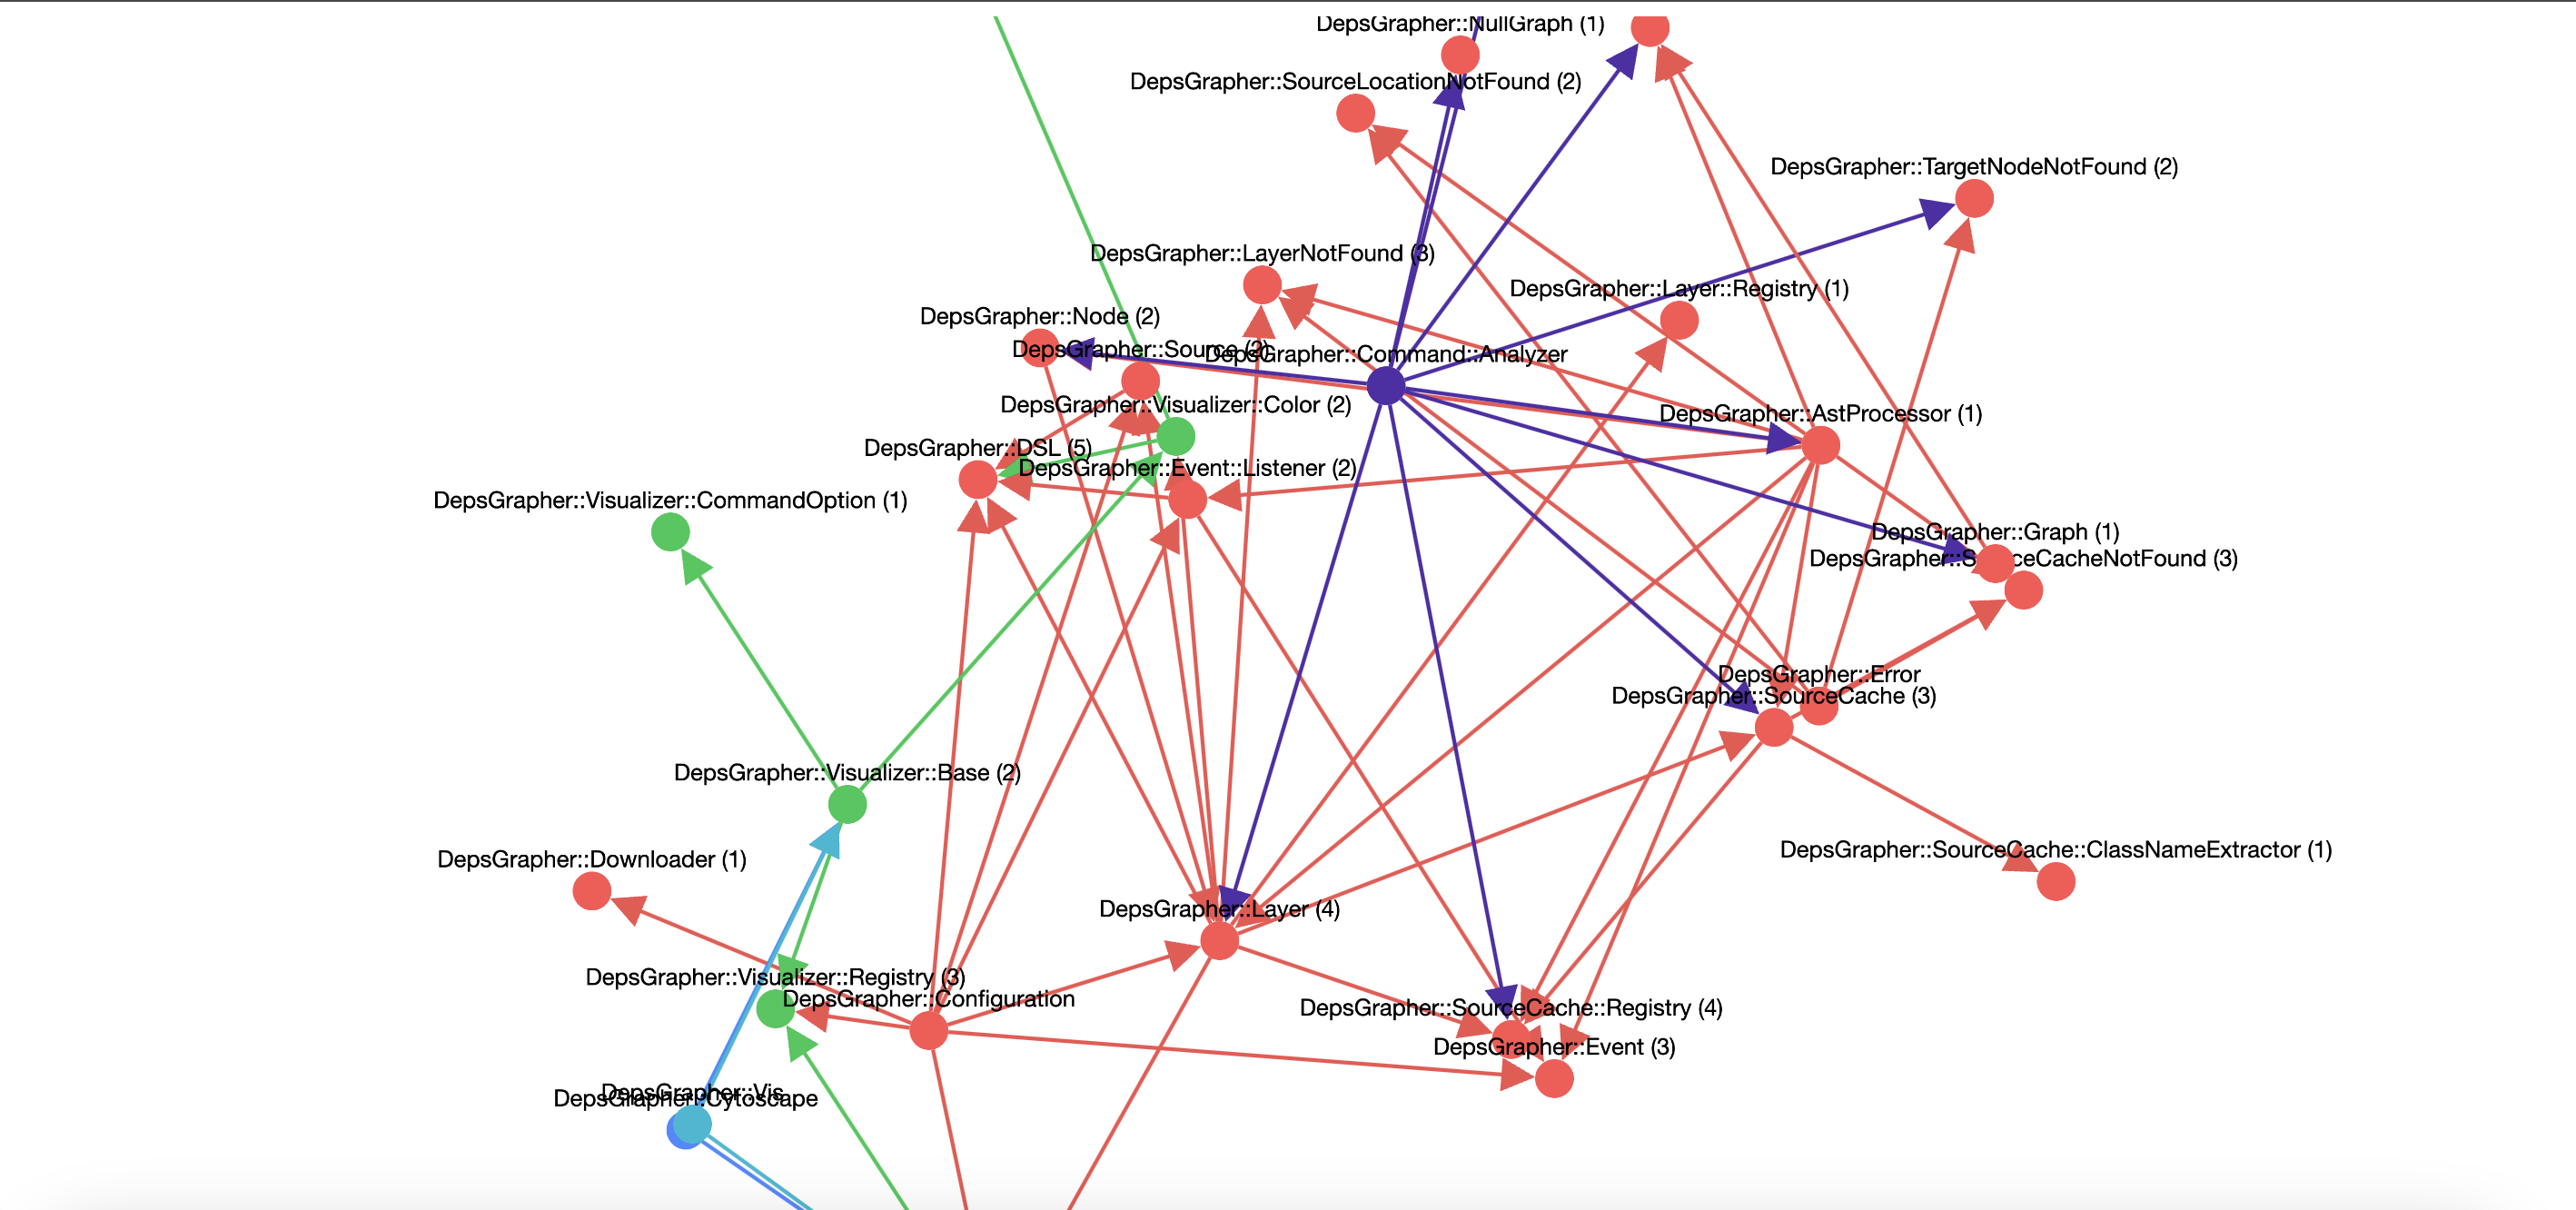 DepsGrapher::NullGraph (1)
DepsGrapher::SourceLocationNotFound (2)
DepsGrapher::TargetNodeNotFound (2)
DepsGrapher::LayerNotFound (3)
DepsGrapher::Layer::Registry (1)
DepsGrapher::Node (2)
DepsGrapher::Source (2)
DepsGrapher::Command::Analyzer
DepsGrapher::Visualizer::Color (2)
DepsGrapher::AstProcessor (1)
DepsGrapher::DSL (5)
DepsGrapher::Event::Listener (2)
DepsGrapher::Visualizer::CommandOption (1)
DepsGrapher::Graph (1)
DepsGrapher::SourceCacheNotFound (3)
DepsGrapher::Error
DepsGrapher::SourceCache (3)
DepsGrapher::Visualizer::Base (2)
DepsGrapher::SourceCache::ClassNameExtractor (1)
DepsGrapher::Downloader (1)
DepsGrapher::Layer (4)
DepsGrapher::Visualizer::Registry (3)
DepsGrapher::Configuration
DepsGrapher::SourceCache::Registry (4)
DepsGrapher::Event (3)
DepsGrapher::Vis
DepsGrapher::Cytoscape